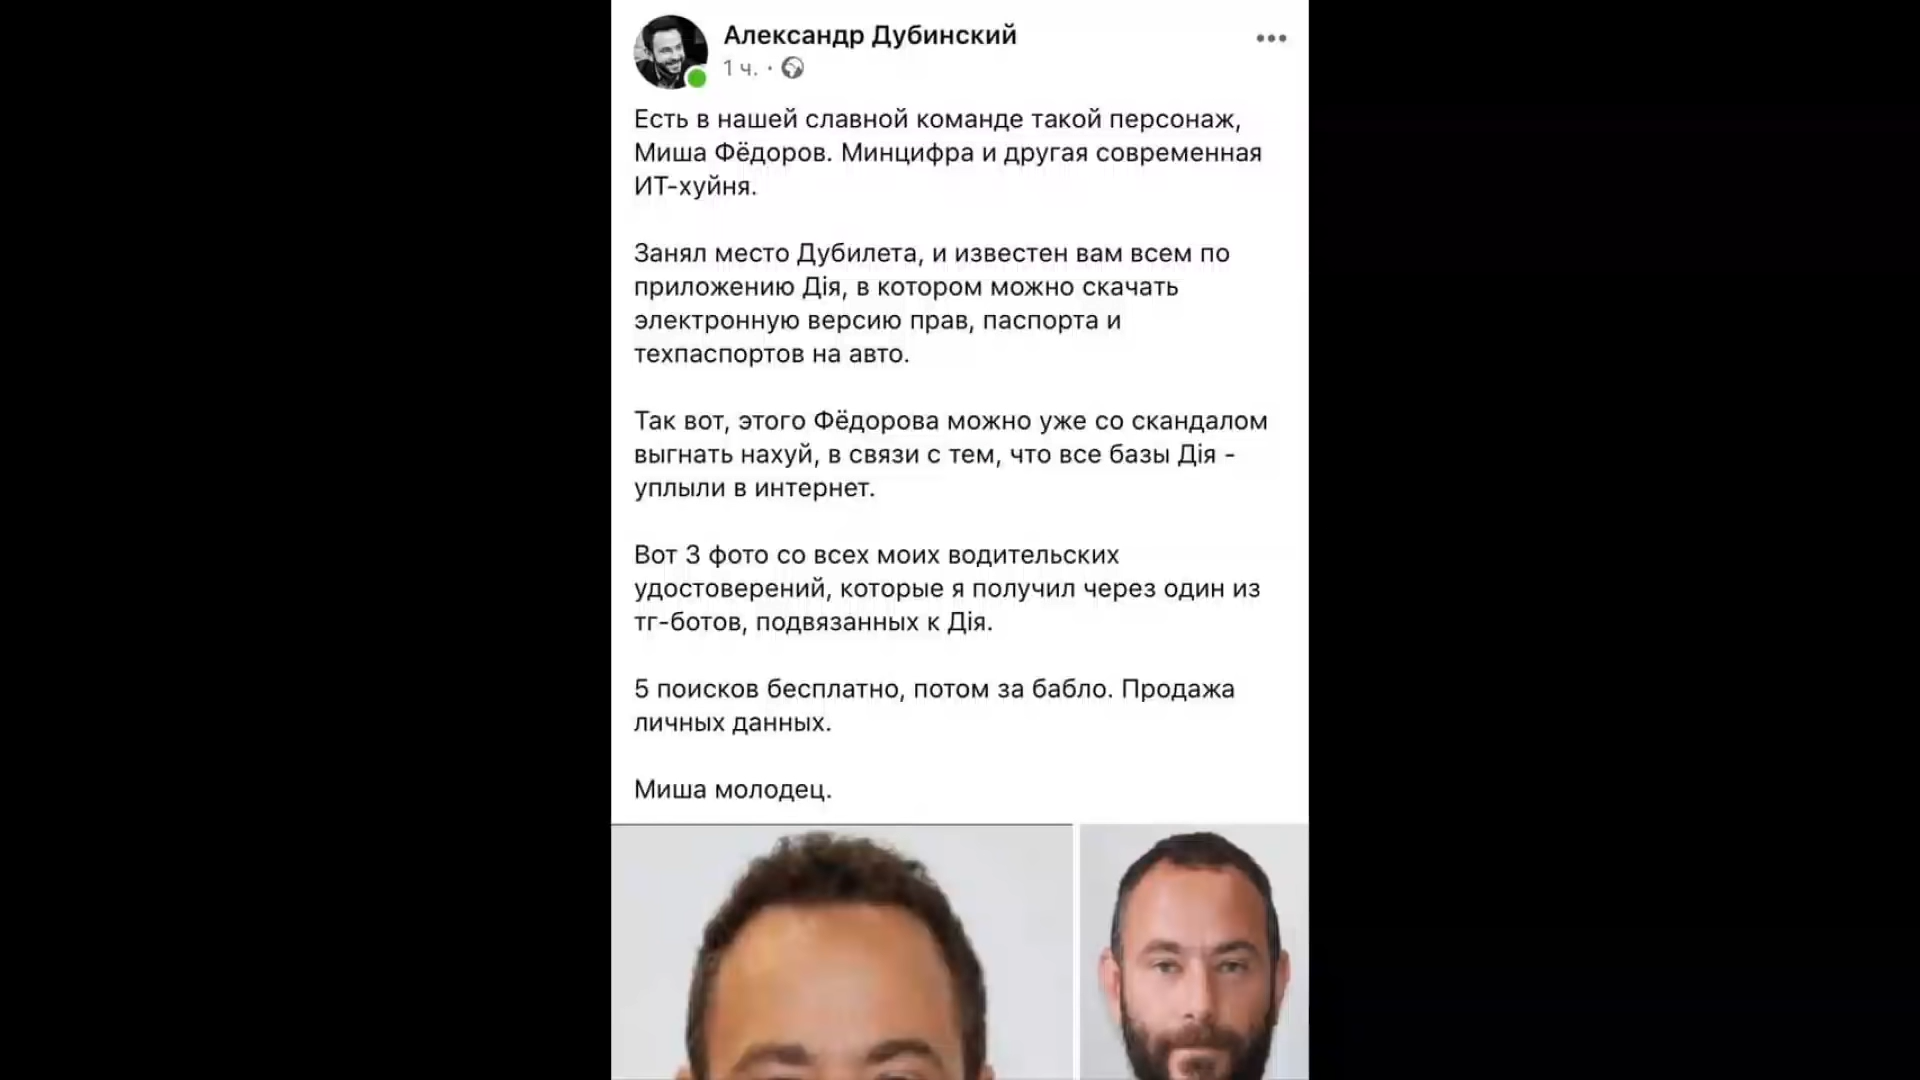 Александр Дубинский
1 ч. ·
Есть в нашей славной команде такой персонаж,
Миша Фёдоров. Минцифра и другая современная
ИТ-хуйня.
Занял место Дубилета, и известен вам всем по
приложению Дія, в котором можно скачать
электронную версию прав, паспорта и
техпаспортов на авто.
Так вот, этого Фёдорова можно уже со скандалом
выгнать нахуй, в связи с тем, что все базы Дія -
уплыли в интернет.
Вот 3 фото со всех моих водительских
удостоверений, которые я получил через один из
тг-ботов, подвязанных к Дія.
5 поисков бесплатно, потом за бабло. Продажа
личных данных.
Миша молодец.